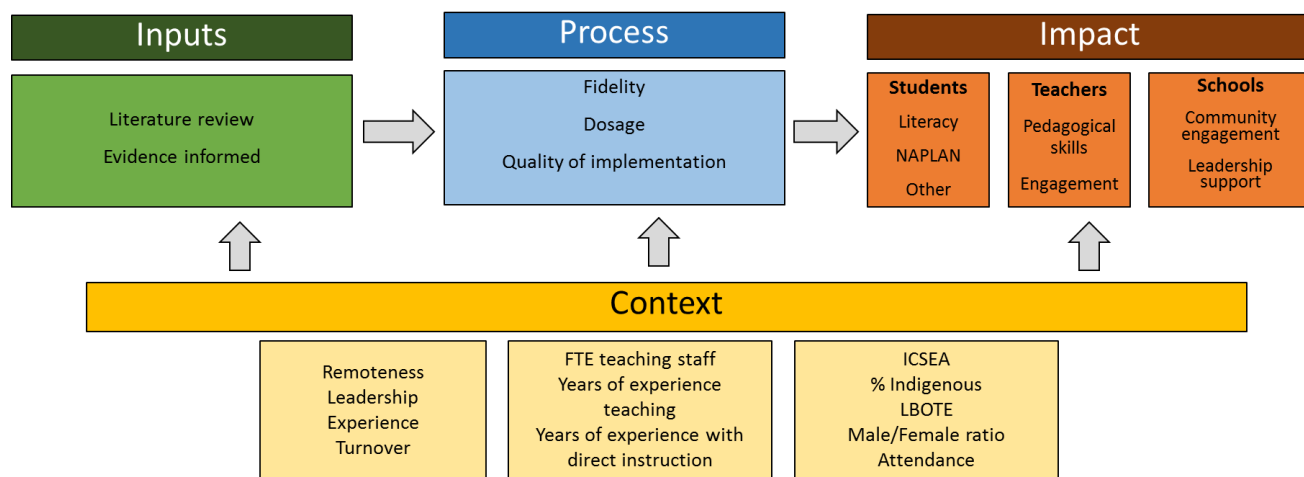 Inputs
Literature review
Evidence informed
Process
Fidelity
Dosage
Quality of implementation
Impact
Students
Literacy
NAPLAN
Other
Teachers
Pedagogical
skills
Engagement
Schools
Community
engagement
Leadership
support
Context
Remoteness
Leadership
Experience
Turnover
FTE teaching staff
Years of experience
teaching
Years of experience with
direct instruction
ICSEA
% Indigenous
LBOTE
Male/Female ratio
Attendance